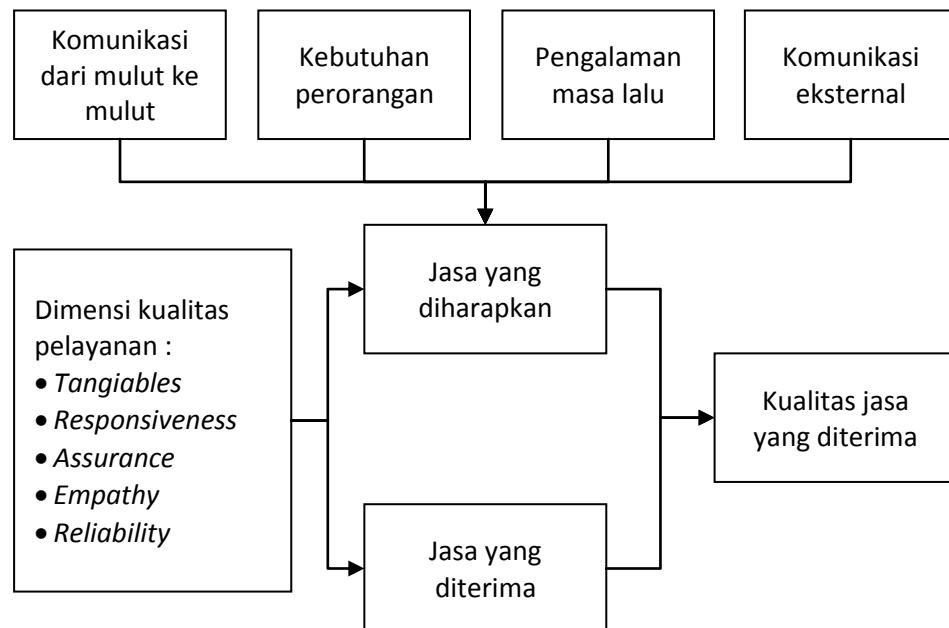 Komunikasi
dari mulut ke
mulut
Kebutuhan
perorangan
Pengalaman
masa lalu
Komunikasi
eksternal
Jasa yang
diharapkan
Dimensi kualitas
pelayanan :
• Tangiables
• Responsiveness
• Assurance
• Empathy
• Reliability
Kualitas jasa
yang diterima
Jasa yang
diterima